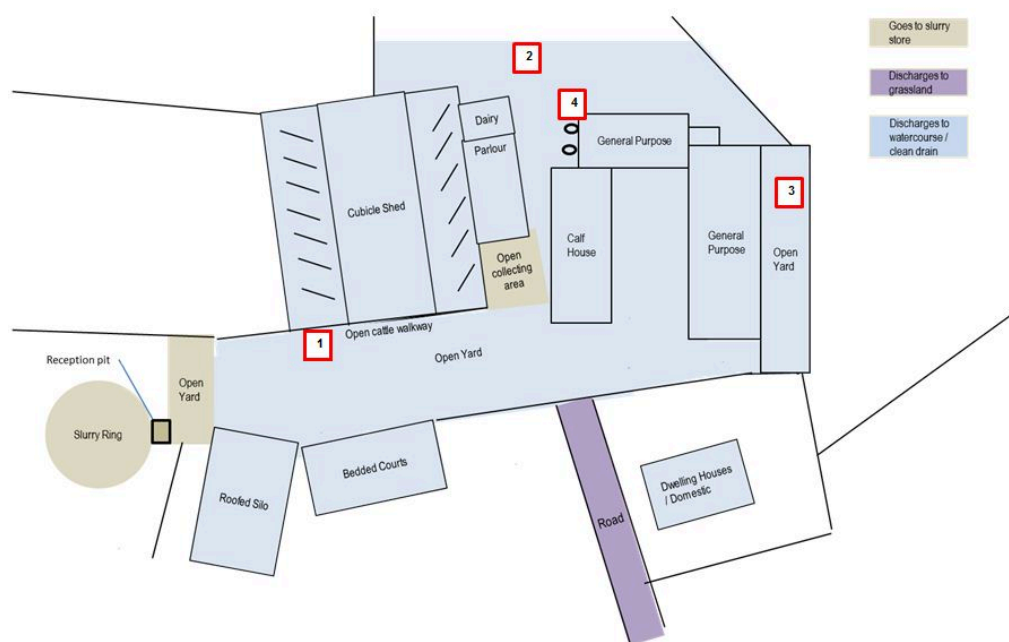 Goes to slurry
store
Discharges to
grassland
Discharges to
watercourse /
clean drain
2
4
Dairy
Parlour
General Purpose
3
Cubicle Shed
Calf
House
General
Purpose
Open
Yard
Open
collecting
area
1
Open cattle walkway
Open Yard
Reception pit
Open
Yard
Slurry Ring
Roofed Silo
Bedded Courts
Road
Dwelling Houses
/ Domestic